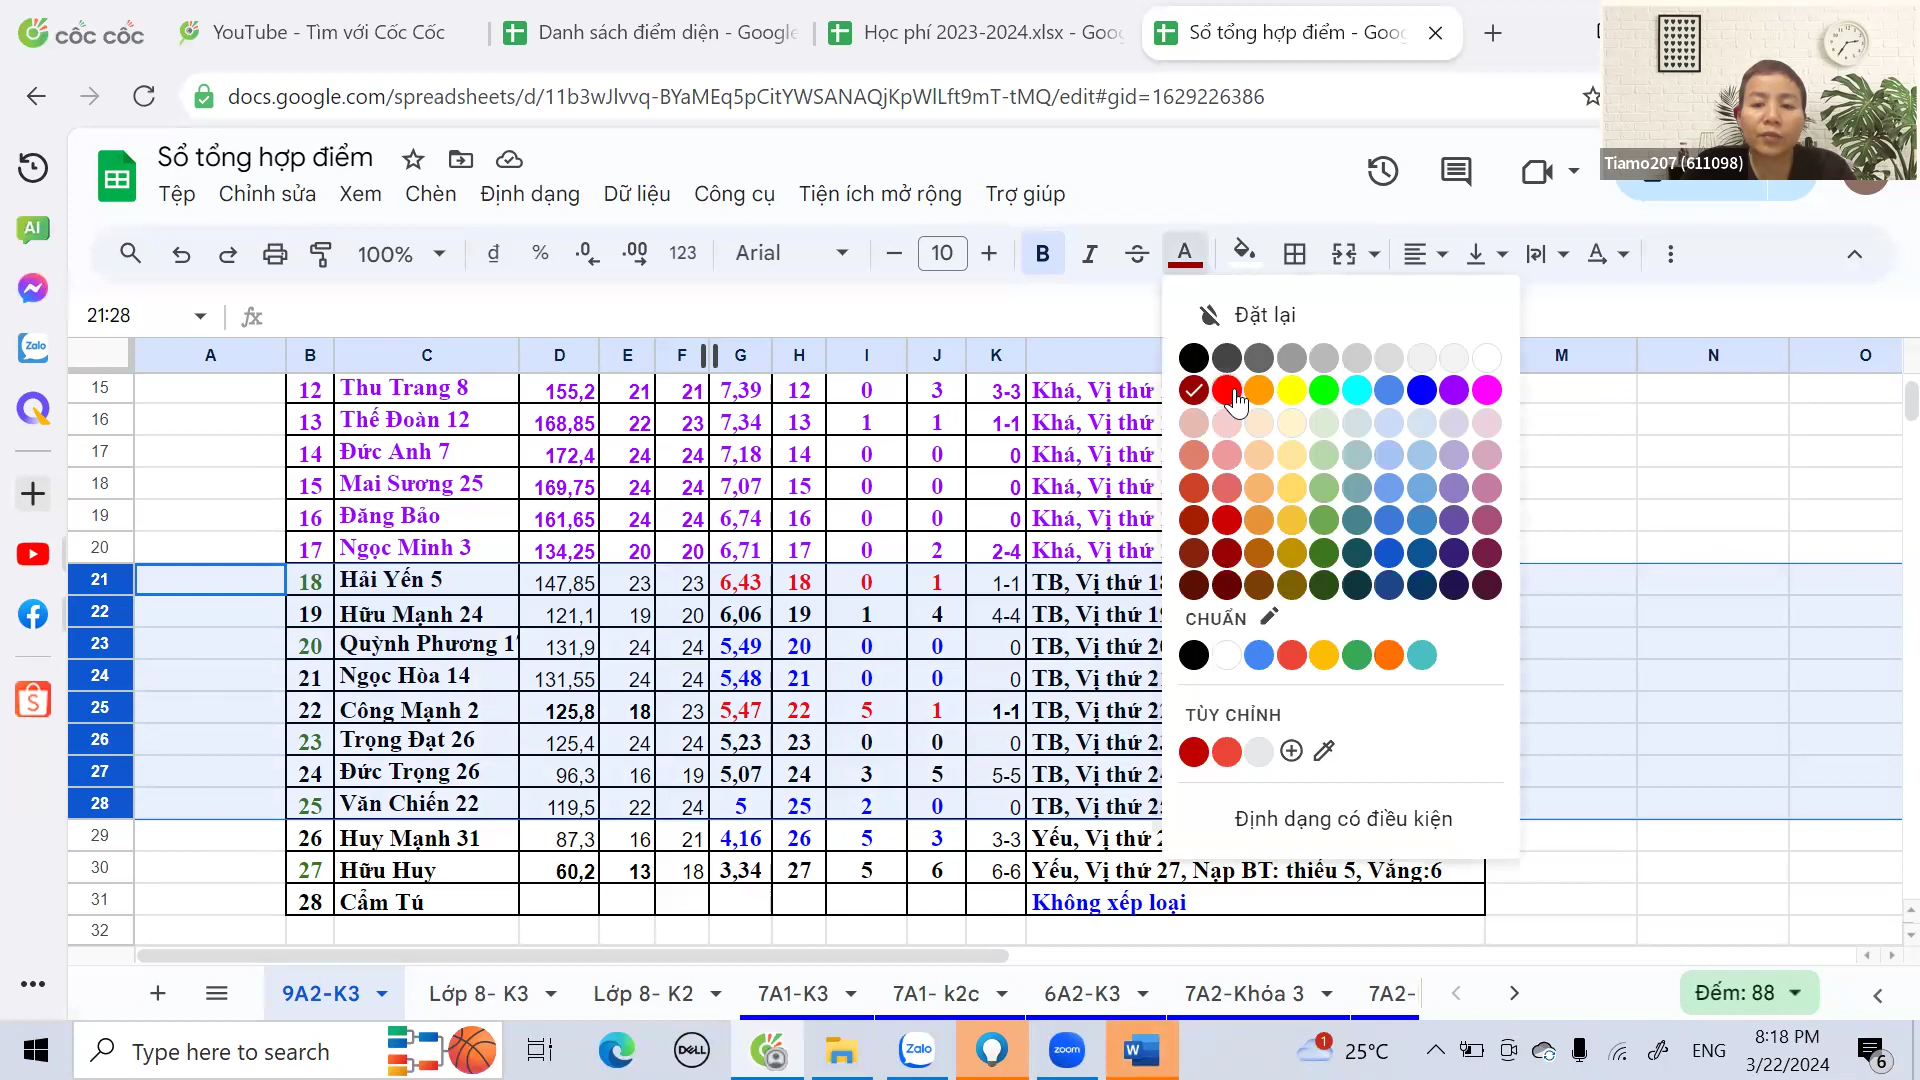 cốc cốc
YouTube - Tìm với Cốc Cốc
Danh sách điểm diện - Google
Học phí 2023-2024.xlsx - Goog
Sổ tổng hợp điểm - Goog
docs.google.com/spreadsheets/d/11b3wJlvvq-BYaMEq5pCitYWSANAQjKpWlLft9mT-tMQ/edit#gid=1629226386
Tiamo207 (611098)
Sổ tổng hợp điểm
Tệp Chỉnh sửa Xem Chèn Định dạng Dữ liệu Công cụ Tiện ích mở rộng Trợ giúp
100% đ % .0 .00 123 Arial 10 B I A
21:28
fx
A B C D E F G H I J K M N O
15 12 Thu Trang 8 155,2 21 21 7,39 12 0 3 3-3 Khá, Vị thứ
16 13 Thế Đoàn 12 168,85 22 23 7,34 13 1 1 1-1 Khá, Vị thứ
17 14 Đức Anh 7 172,4 24 24 7,18 14 0 0 0 Khá, Vị thứ
18 15 Mai Sương 25 169,75 24 24 7,07 15 0 0 0 Khá, Vị thứ
19 16 Đăng Bảo 161,65 24 24 6,74 16 0 0 0 Khá, Vị thứ
20 17 Ngọc Minh 3 134,25 20 20 6,71 17 0 2 2-4 Khá, Vị thứ
21 18 Hải Yến 5 147,85 23 23 6,43 18 0 1 1-1 TB, Vị thứ 18
22 19 Hữu Mạnh 24 121,1 19 20 6,06 19 1 4 4-4 TB, Vị thứ 19
23 20 Quỳnh Phương 17 131,9 24 24 5,49 20 0 0 0 TB, Vị thứ 20
24 21 Ngọc Hòa 14 131,55 24 24 5,48 21 0 0 0 TB, Vị thứ 2
25 22 Công Mạnh 2 125,8 18 23 5,47 22 5 1 1-1 TB, Vị thứ 22
26 23 Trọng Đạt 26 125,4 24 24 5,23 23 0 0 0 TB, Vị thứ 23
27 24 Đức Trọng 26 96,3 16 19 5,07 24 3 5 5-5 TB, Vị thứ 24
28 25 Văn Chiến 22 119,5 22 24 5 25 2 0 0 TB, Vị thứ 25
29 26 Huy Mạnh 31 87,3 16 21 4,16 26 5 3 3-3 Yếu, Vị thứ 2
30 27 Hữu Huy 60,2 13 18 3,34 27 5 6 6-6 Yếu, Vị thứ 27, Nạp BT: thiếu 5, Vắng:6
31 28 Cẩm Tú Không xếp loại
32
Đặt lại
CHUẨN
TÙY CHỈNH
Định dạng có điều kiện
AI
Zalo
9A2-K3 Lớp 8- K3 Lớp 8- K2 7A1-K3 7A1- k2c 6A2-K3 7A2-Khóa 3 7A2-
Đếm: 88
Type here to search
DELL
Zalo
zoom
W
1
25°C
ENG
8:18 PM
3/22/2024
6